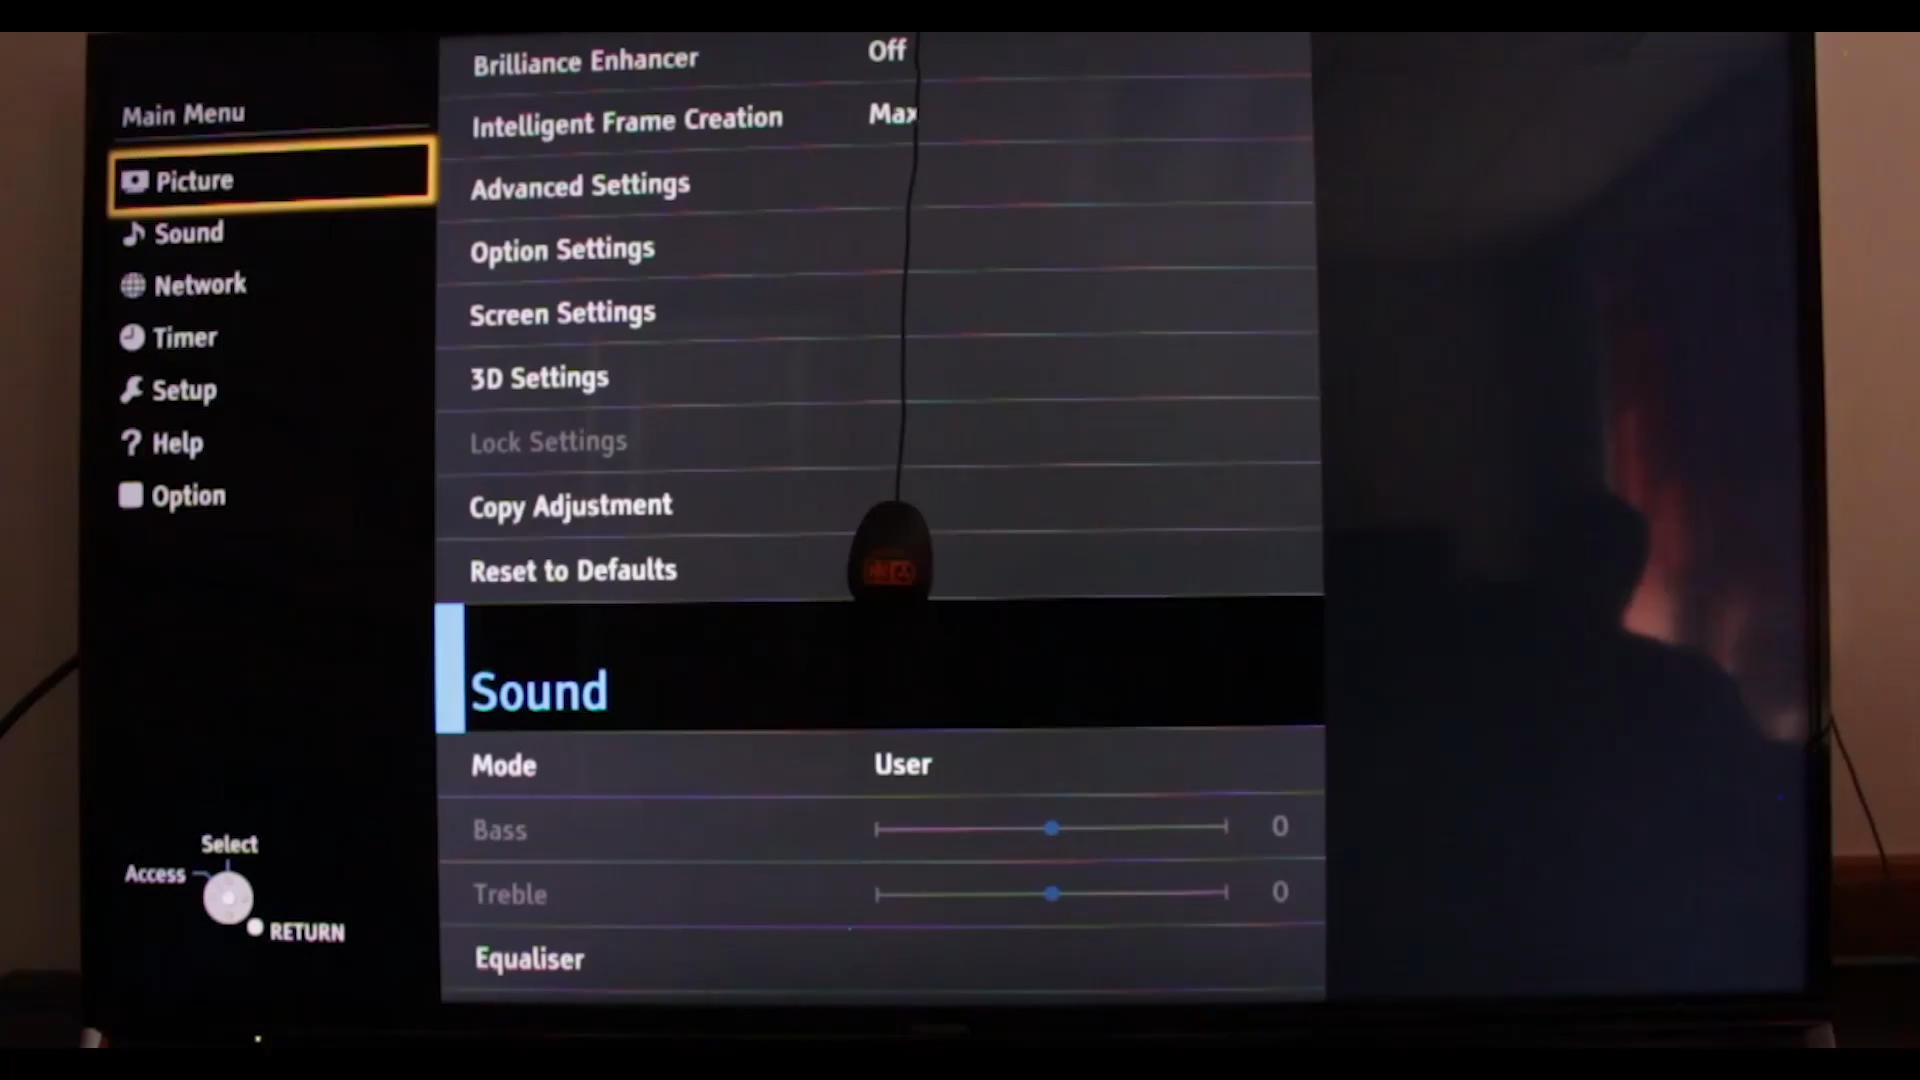 Main Menu
Picture
Sound
Network
Timer
Setup
Help
Option
Select
Access
RETURN
Brilliance Enhancer Off
Intelligent Frame Creation Max
Advanced Settings
Option Settings
Screen Settings
3D Settings
Lock Settings
Copy Adjustment
Reset to Defaults
Sound
Mode User
Bass 0
Treble 0
Equaliser